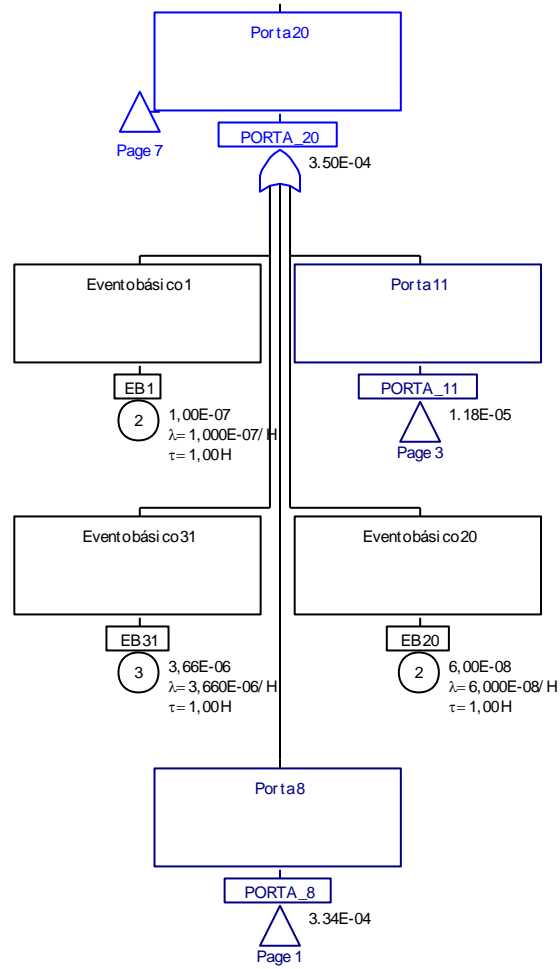 Porta20
Page 7
PORTA_20
3.50E-04
Eventobásico1
EB1
2
1,00E-07
λ=1,000E-07/H
τ=1,00H
Porta11
PORTA_11
1.18E-05
Page 3
Eventobásico31
EB31
3
3,66E-06
λ=3,660E-06/H
τ=1,00H
Eventobásico20
EB20
2
6,00E-08
λ=6,000E-08/H
τ=1,00H
Porta8
PORTA_8
3.34E-04
Page 1